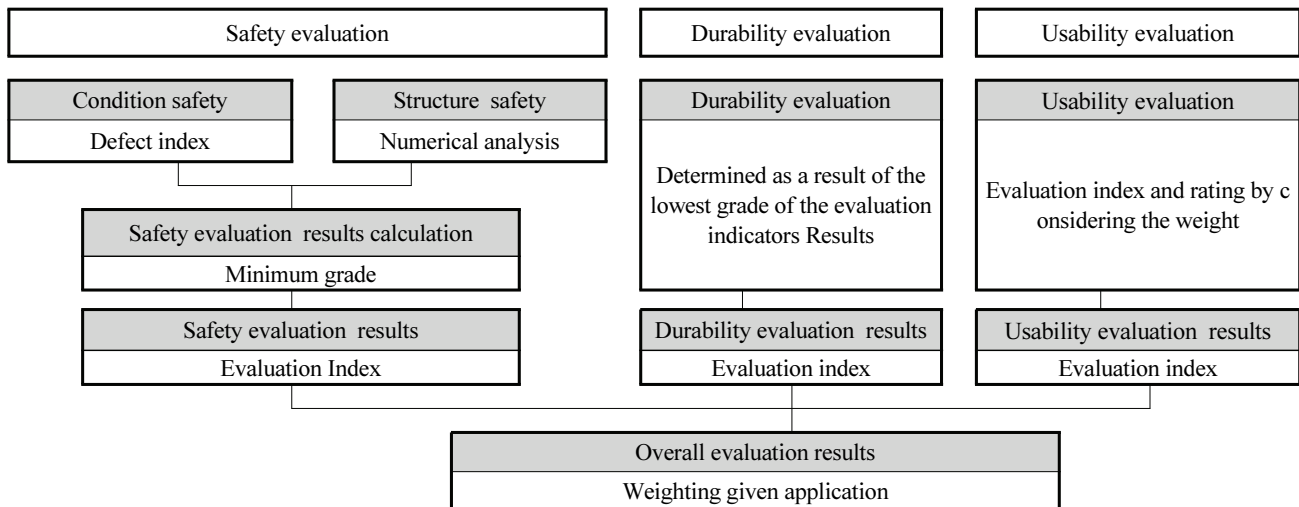 Safety evaluation
Durability evaluation
Usability evaluation
Condition safety
Defect index
Structure safety
Numerical analysis
Durability evaluation
Determined as a result of the
lowest grade of the evaluation
indicators Results
Usability evaluation
Evaluation index and rating by c
onsidering the weight
Safety evaluation results calculation
Minimum grade
Safety evaluation results
Evaluation Index
Durability evaluation results
Evaluation index
Usability evaluation results
Evaluation index
Overall evaluation results
Weighting given application